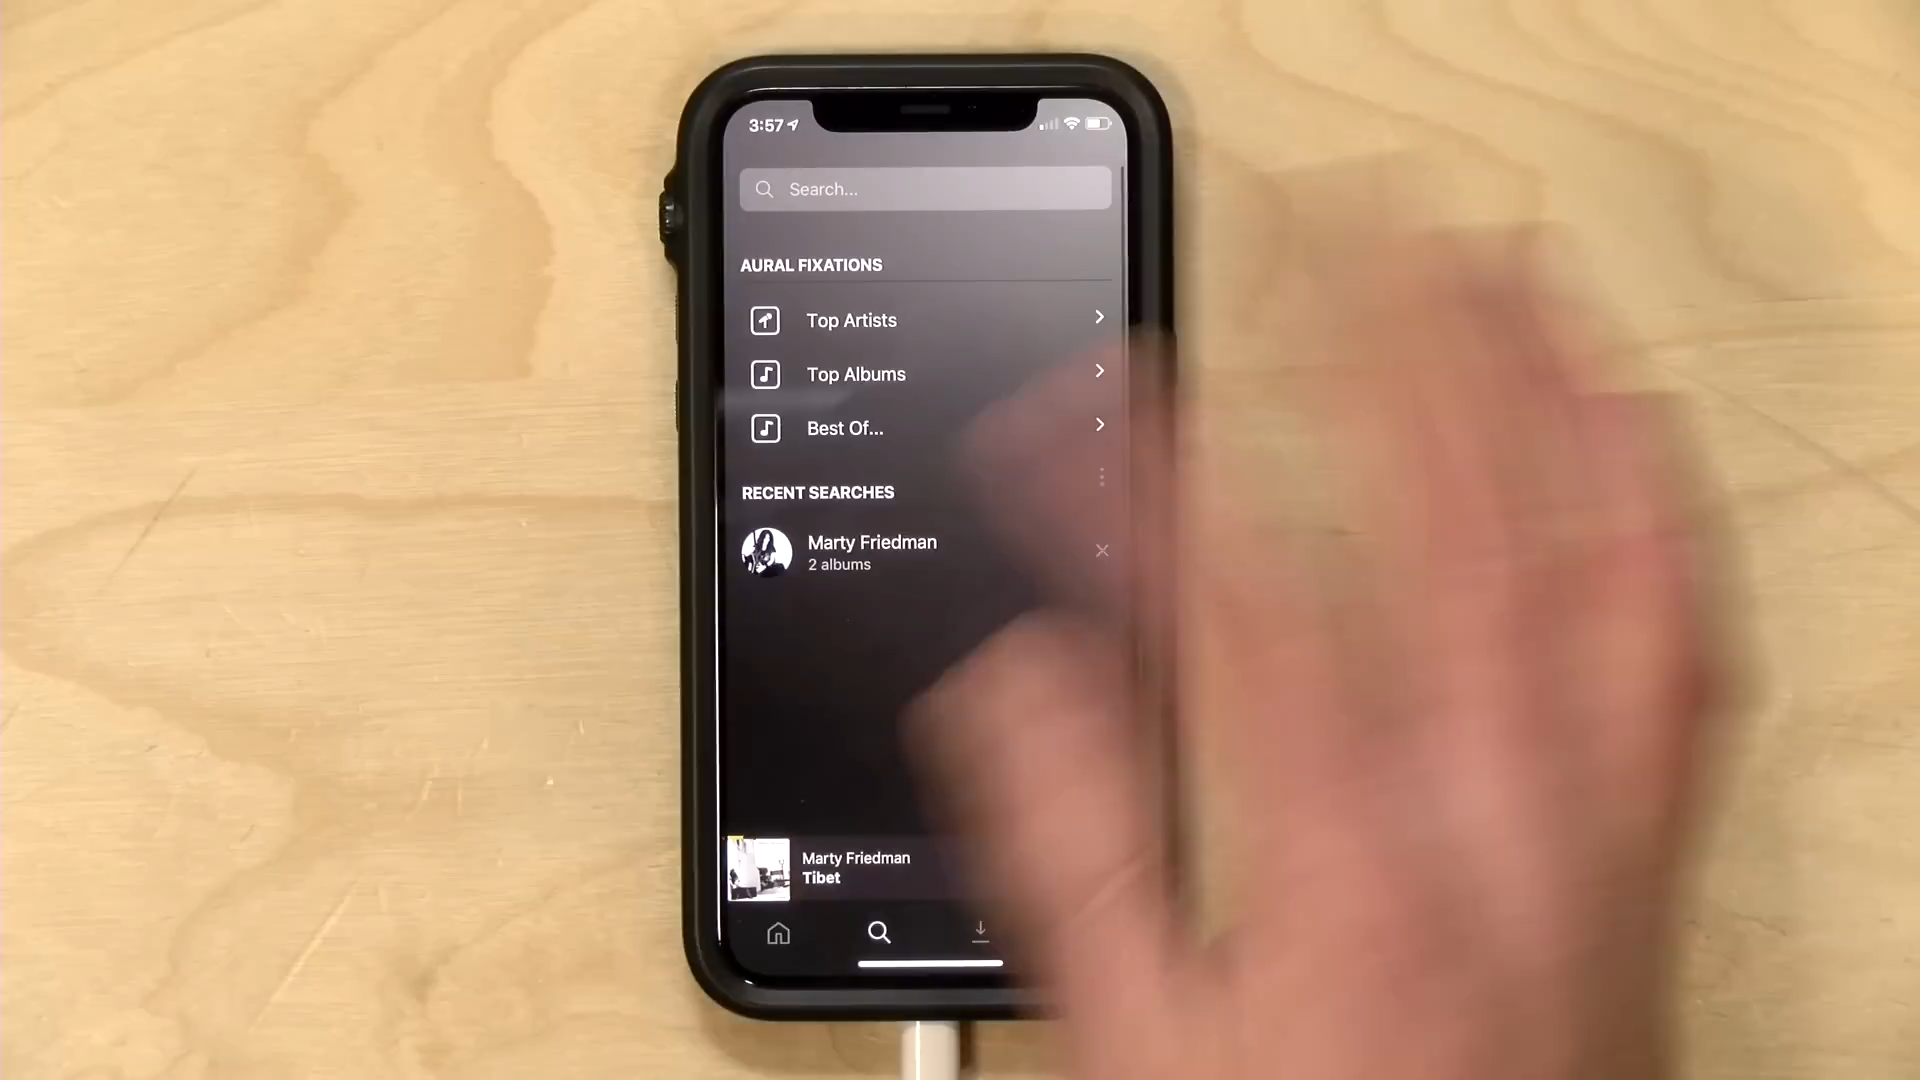 3:57
Search...
AURAL FIXATIONS
Top Artists
Top Albums
Best Of...
RECENT SEARCHES
Marty Friedman
2 albums
Marty Friedman
Tibet